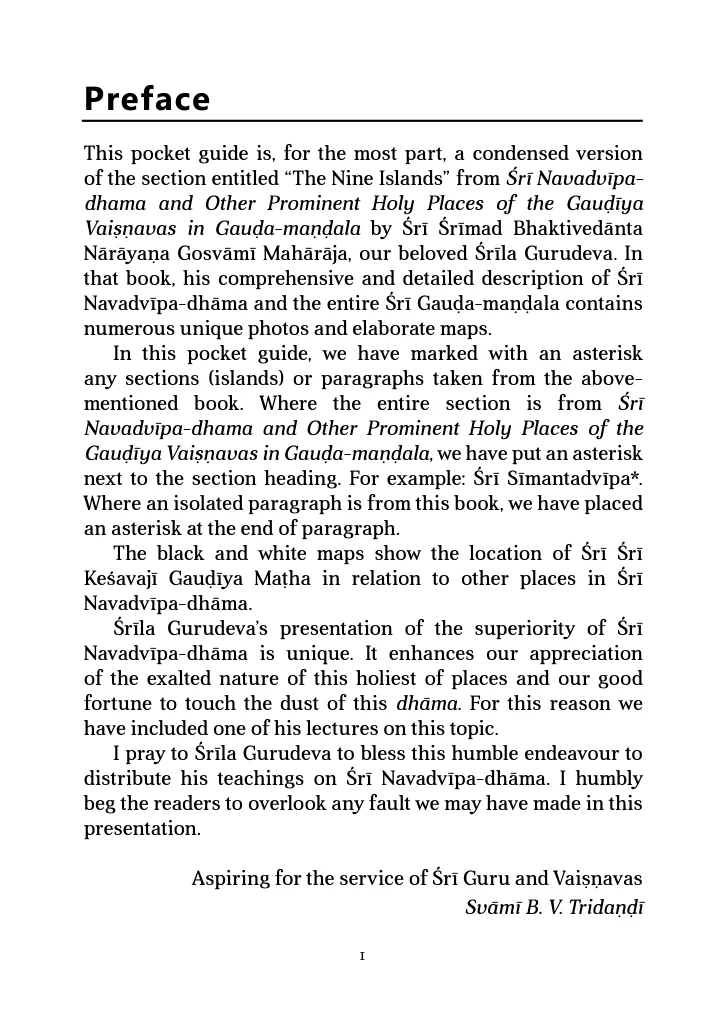 Preface
This pocket guide is, for the most part, a condensed version
of the section entitled “The Nine Islands” from Śrī Navadvīpa-
dhama and Other Prominent Holy Places of the Gauḍīya
Vaiṣṇavas in Gauḍa-maṇḍala by Śrī Śrīmad Bhaktivedānta
Nārāyaṇa Gosvāmī Mahārāja, our beloved Śrīla Gurudeva. In
that book, his comprehensive and detailed description of Śrī
Navadvīpa-dhāma and the entire Śrī Gauḍa-maṇḍala contains
numerous unique photos and elaborate maps.
In this pocket guide, we have marked with an asterisk
any sections (islands) or paragraphs taken from the above-
mentioned book. Where the entire section is from Śrī
Navadvīpa-dhama and Other Prominent Holy Places of the
Gauḍīya Vaiṣṇavas in Gauḍa-maṇḍala, we have put an asterisk
next to the section heading. For example: Śrī Sīmantadvīpa*.
Where an isolated paragraph is from this book, we have placed
an asterisk at the end of paragraph.
The black and white maps show the location of Śrī Śrī
Keśavajī Gauḍīya Maṭha in relation to other places in Śrī
Navadvīpa-dhāma.
Śrīla Gurudeva’s presentation of the superiority of Śrī
Navadvīpa-dhāma is unique. It enhances our appreciation
of the exalted nature of this holiest of places and our good
fortune to touch the dust of this dhāma. For this reason we
have included one of his lectures on this topic.
I pray to Śrīla Gurudeva to bless this humble endeavour to
distribute his teachings on Śrī Navadvīpa-dhāma. I humbly
beg the readers to overlook any fault we may have made in this
presentation.
Aspiring for the service of Śrī Guru and Vaiṣṇavas
Svāmī B. V. Tridaṇḍī
1